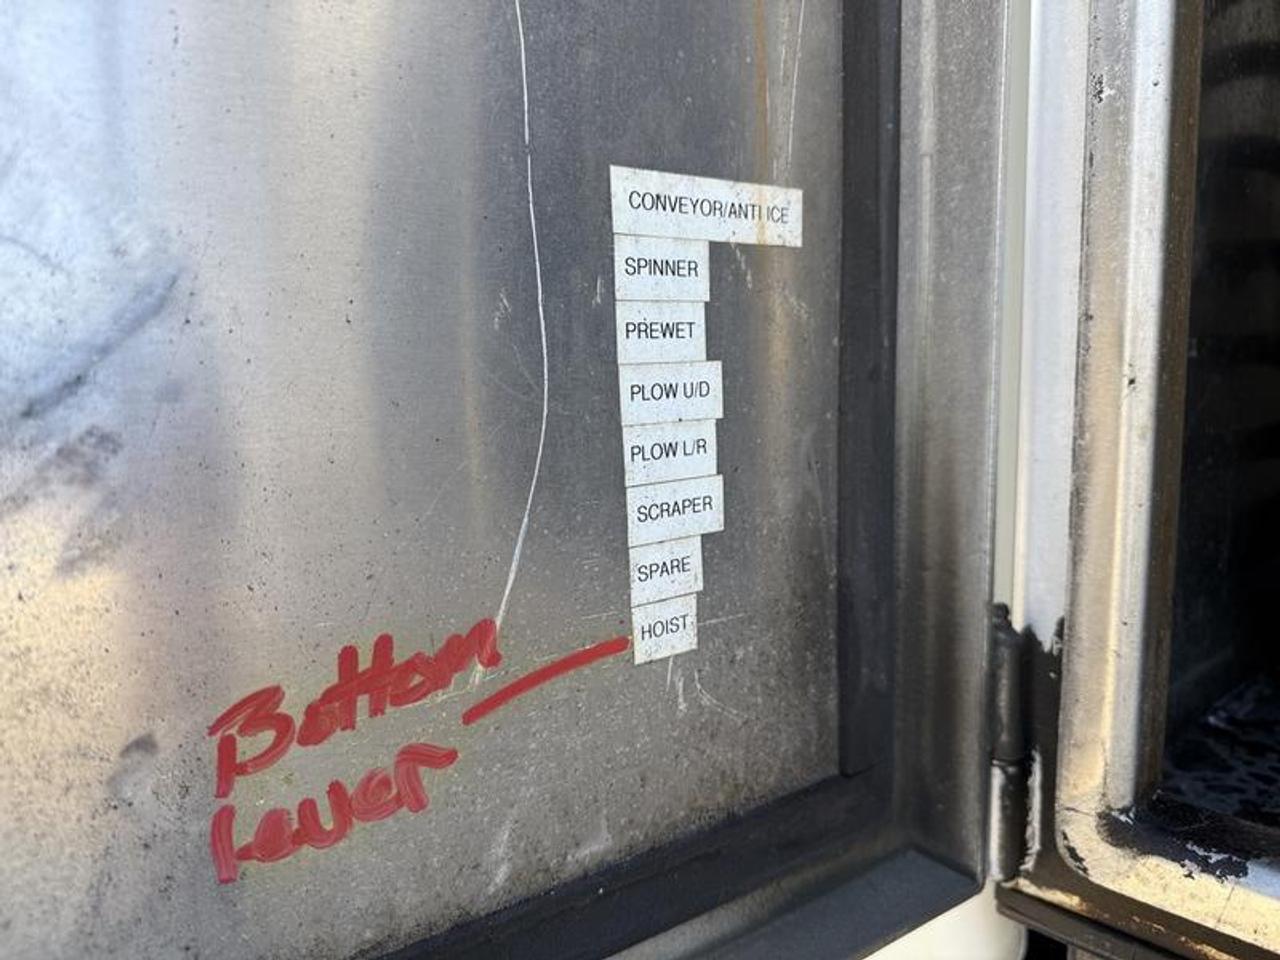 CONVEYOR/ANTI ICE
SPINNER
PREWET
PLOW U/D
PLOW L/R
SCRAPER
SPARE
HOIST
Bottom
Lever